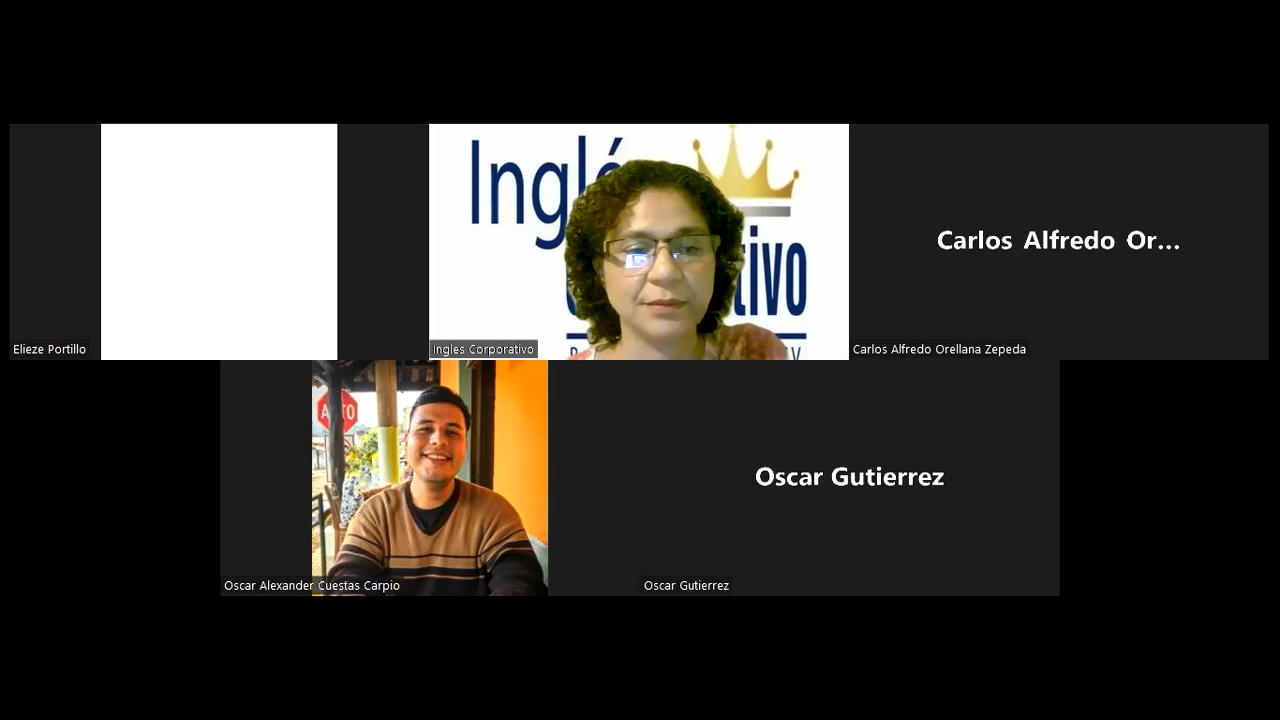 Inglé
tivo
Carlos Alfredo Or...
Elieze Portillo
Ingles Corporativo
Carlos Alfredo Orellana Zepeda
Oscar Gutierrez
Oscar Alexander Cuestas Carpio
Oscar Gutierrez